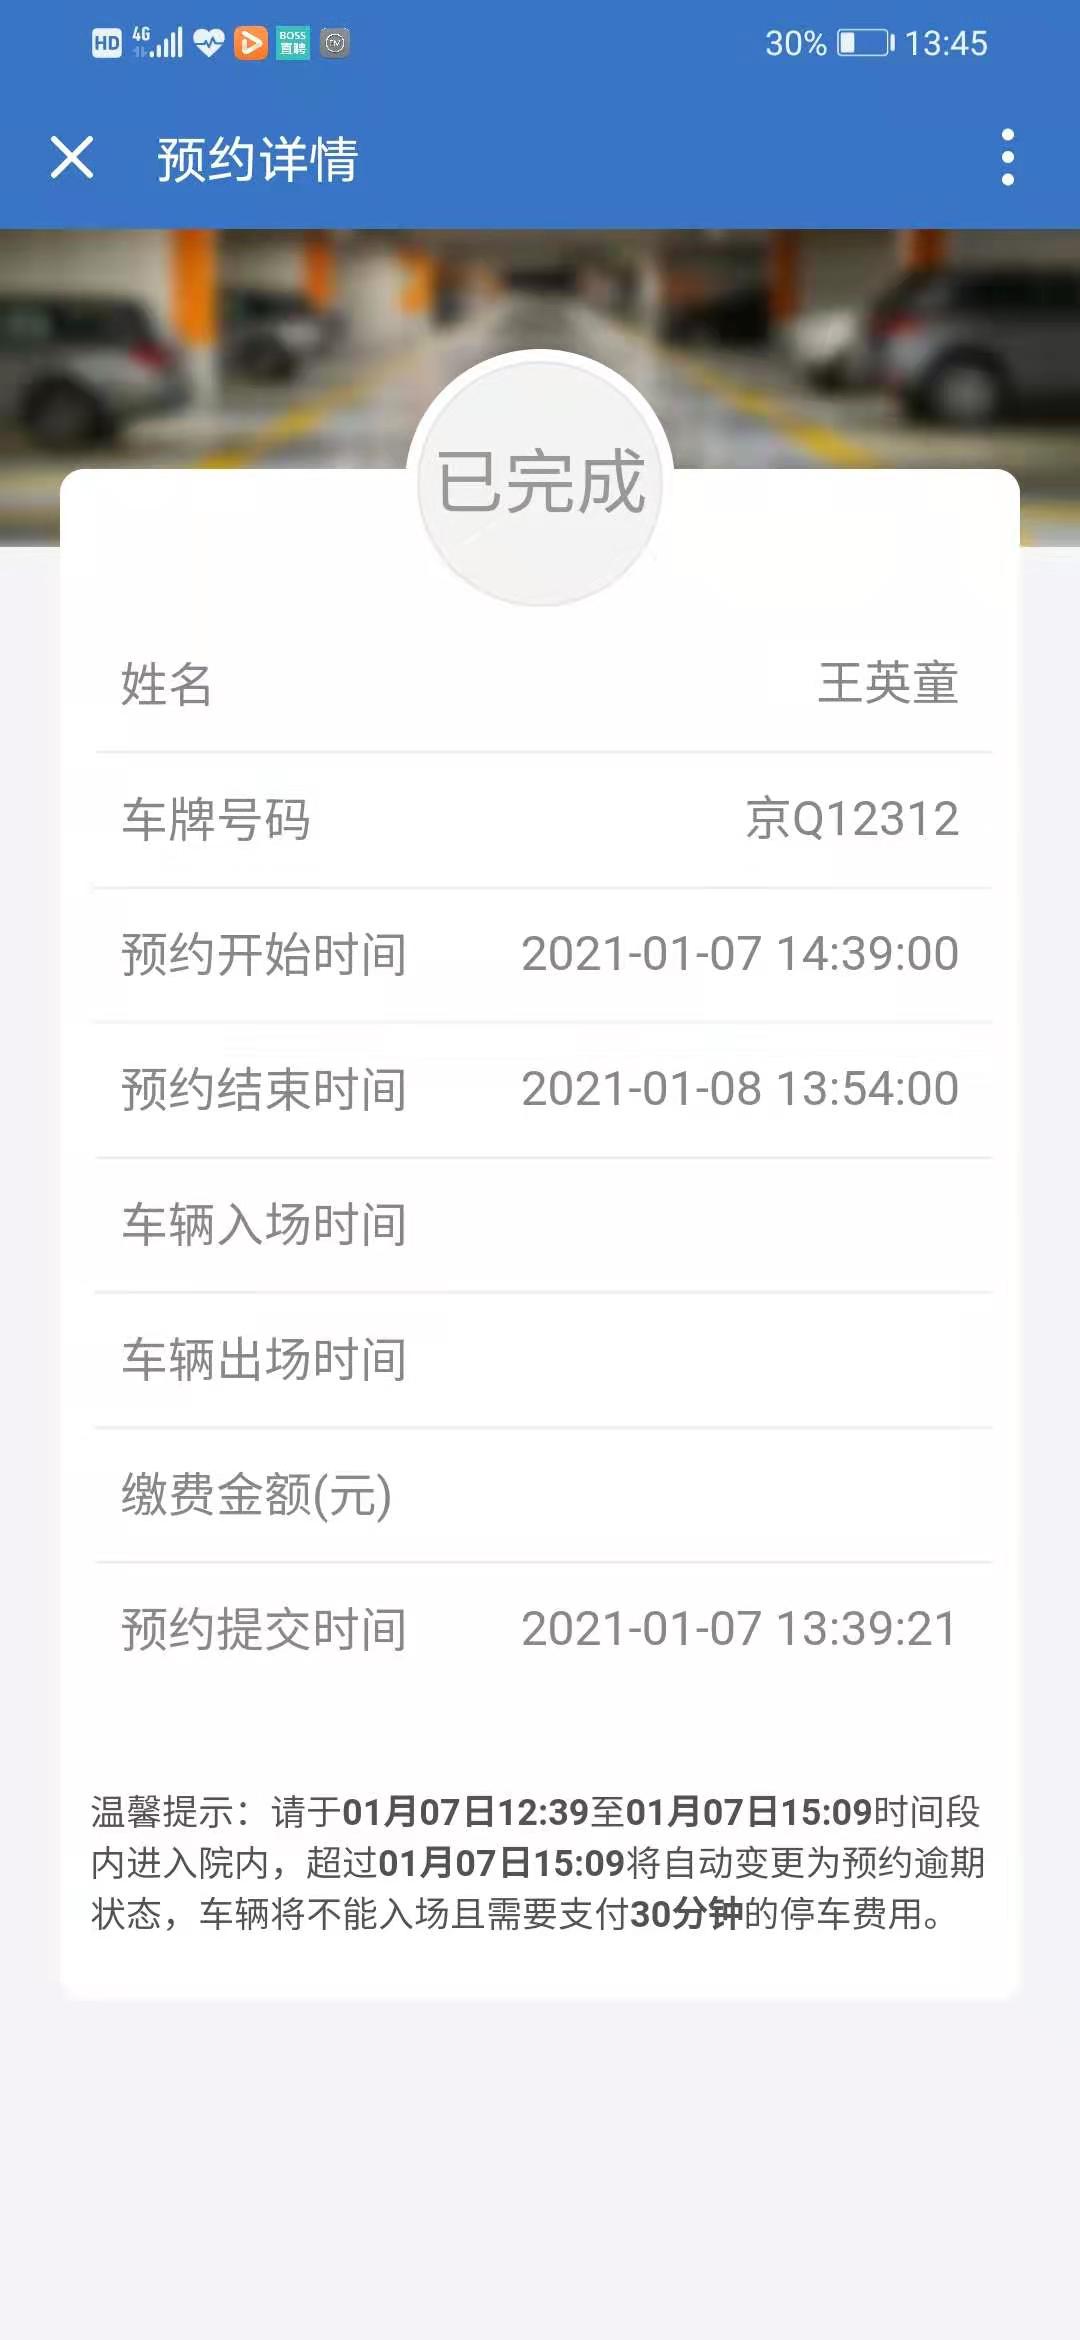 HD 4G BOSS 直聘 30% 13:45
预约详情
已完成
姓名 王英童
车牌号码 京Q12312
预约开始时间 2021-01-07 14:39:00
预约结束时间 2021-01-08 13:54:00
车辆入场时间
车辆出场时间
缴费金额(元)
预约提交时间 2021-01-07 13:39:21
温馨提示：请于01月07日12:39至01月07日15:09时间段
内进入院内，超过01月07日15:09将自动变更为预约逾期
状态，车辆将不能入场且需要支付30分钟的停车费用。